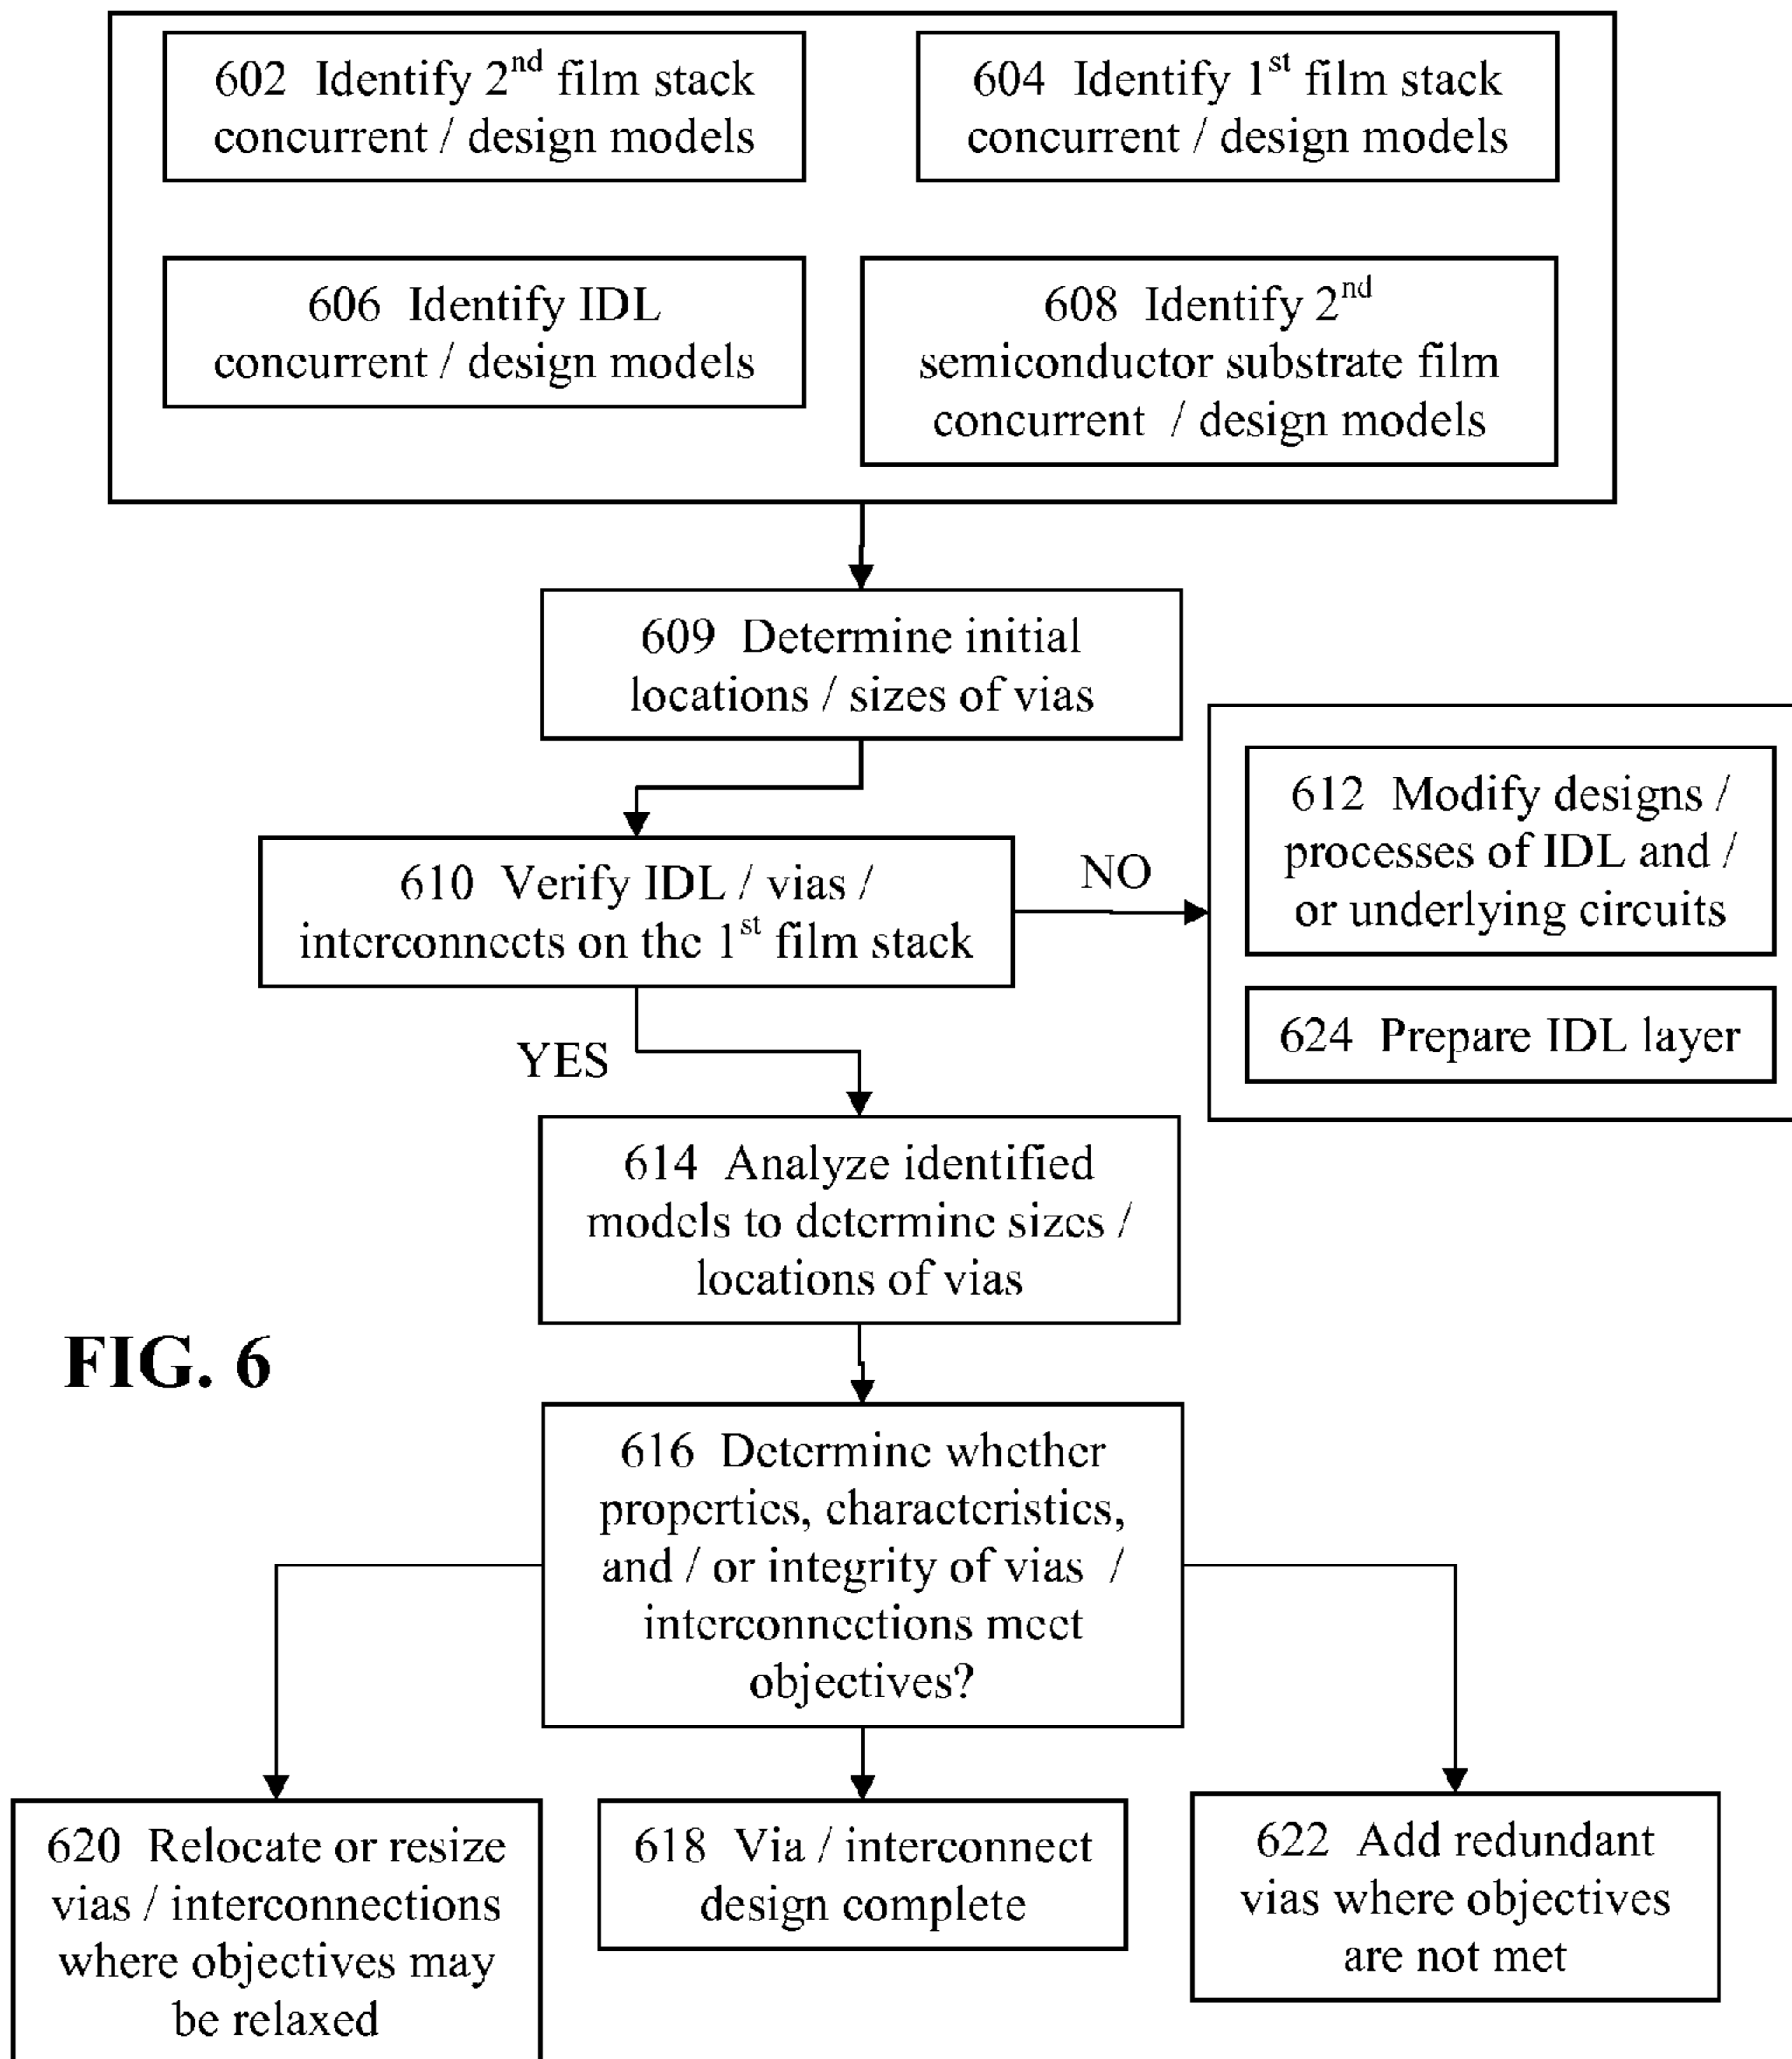 602 Identify 2nd film stack
concurrent / design models
604 Identify 1st film stack
concurrent / design models
606 Identify IDL
concurrent / design models
608 Identify 2nd
semiconductor substrate film
concurrent / design models
609 Determine initial
locations / sizes of vias
610 Verify IDL / vias /
interconnects on the 1st film stack
NO
612 Modify designs /
processes of IDL and /
or underlying circuits
624 Prepare IDL layer
YES
614 Analyze identified
models to determine sizes /
locations of vias
FIG. 6
616 Determine whether
properties, characteristics,
and / or integrity of vias /
interconnections meet
objectives?
620 Relocate or resize
vias / interconnections
where objectives may
be relaxed
618 Via / interconnect
design complete
622 Add redundant
vias where objectives
are not met